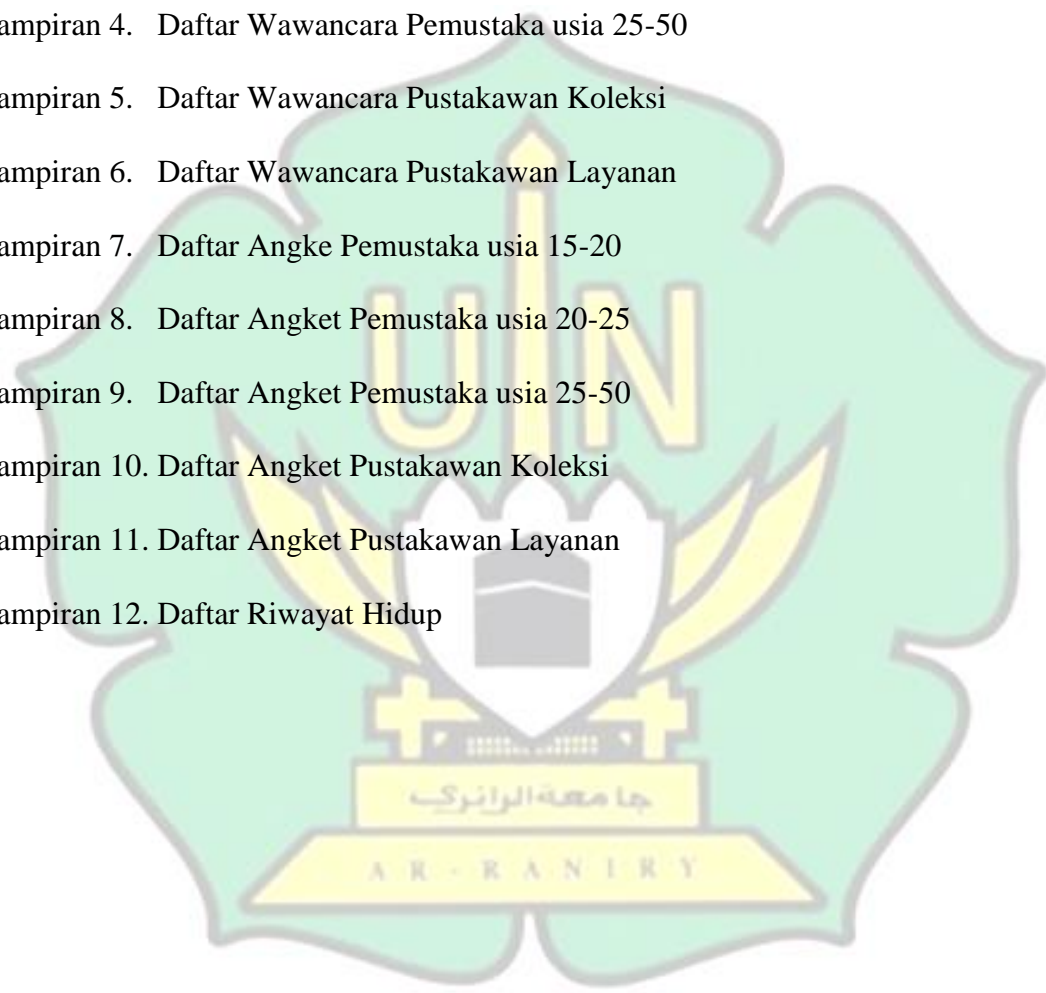 ampiran 4. Daftar Wawancara Pemustaka usia 25-50
ampiran 5. Daftar Wawancara Pustakawan Koleksi
ampiran 6. Daftar Wawancara Pustakawan Layanan
ampiran 7. Daftar Angke Pemustaka usia 15-20
ampiran 8. Daftar Angket Pemustaka usia 20-25
ampiran 9. Daftar Angket Pemustaka usia 25-50
ampiran 10. Daftar Angket Pustakawan Koleksi
ampiran 11. Daftar Angket Pustakawan Layanan
ampiran 12. Daftar Riwayat Hidup
UIN
جامعة الرانري
AR-RANIRY